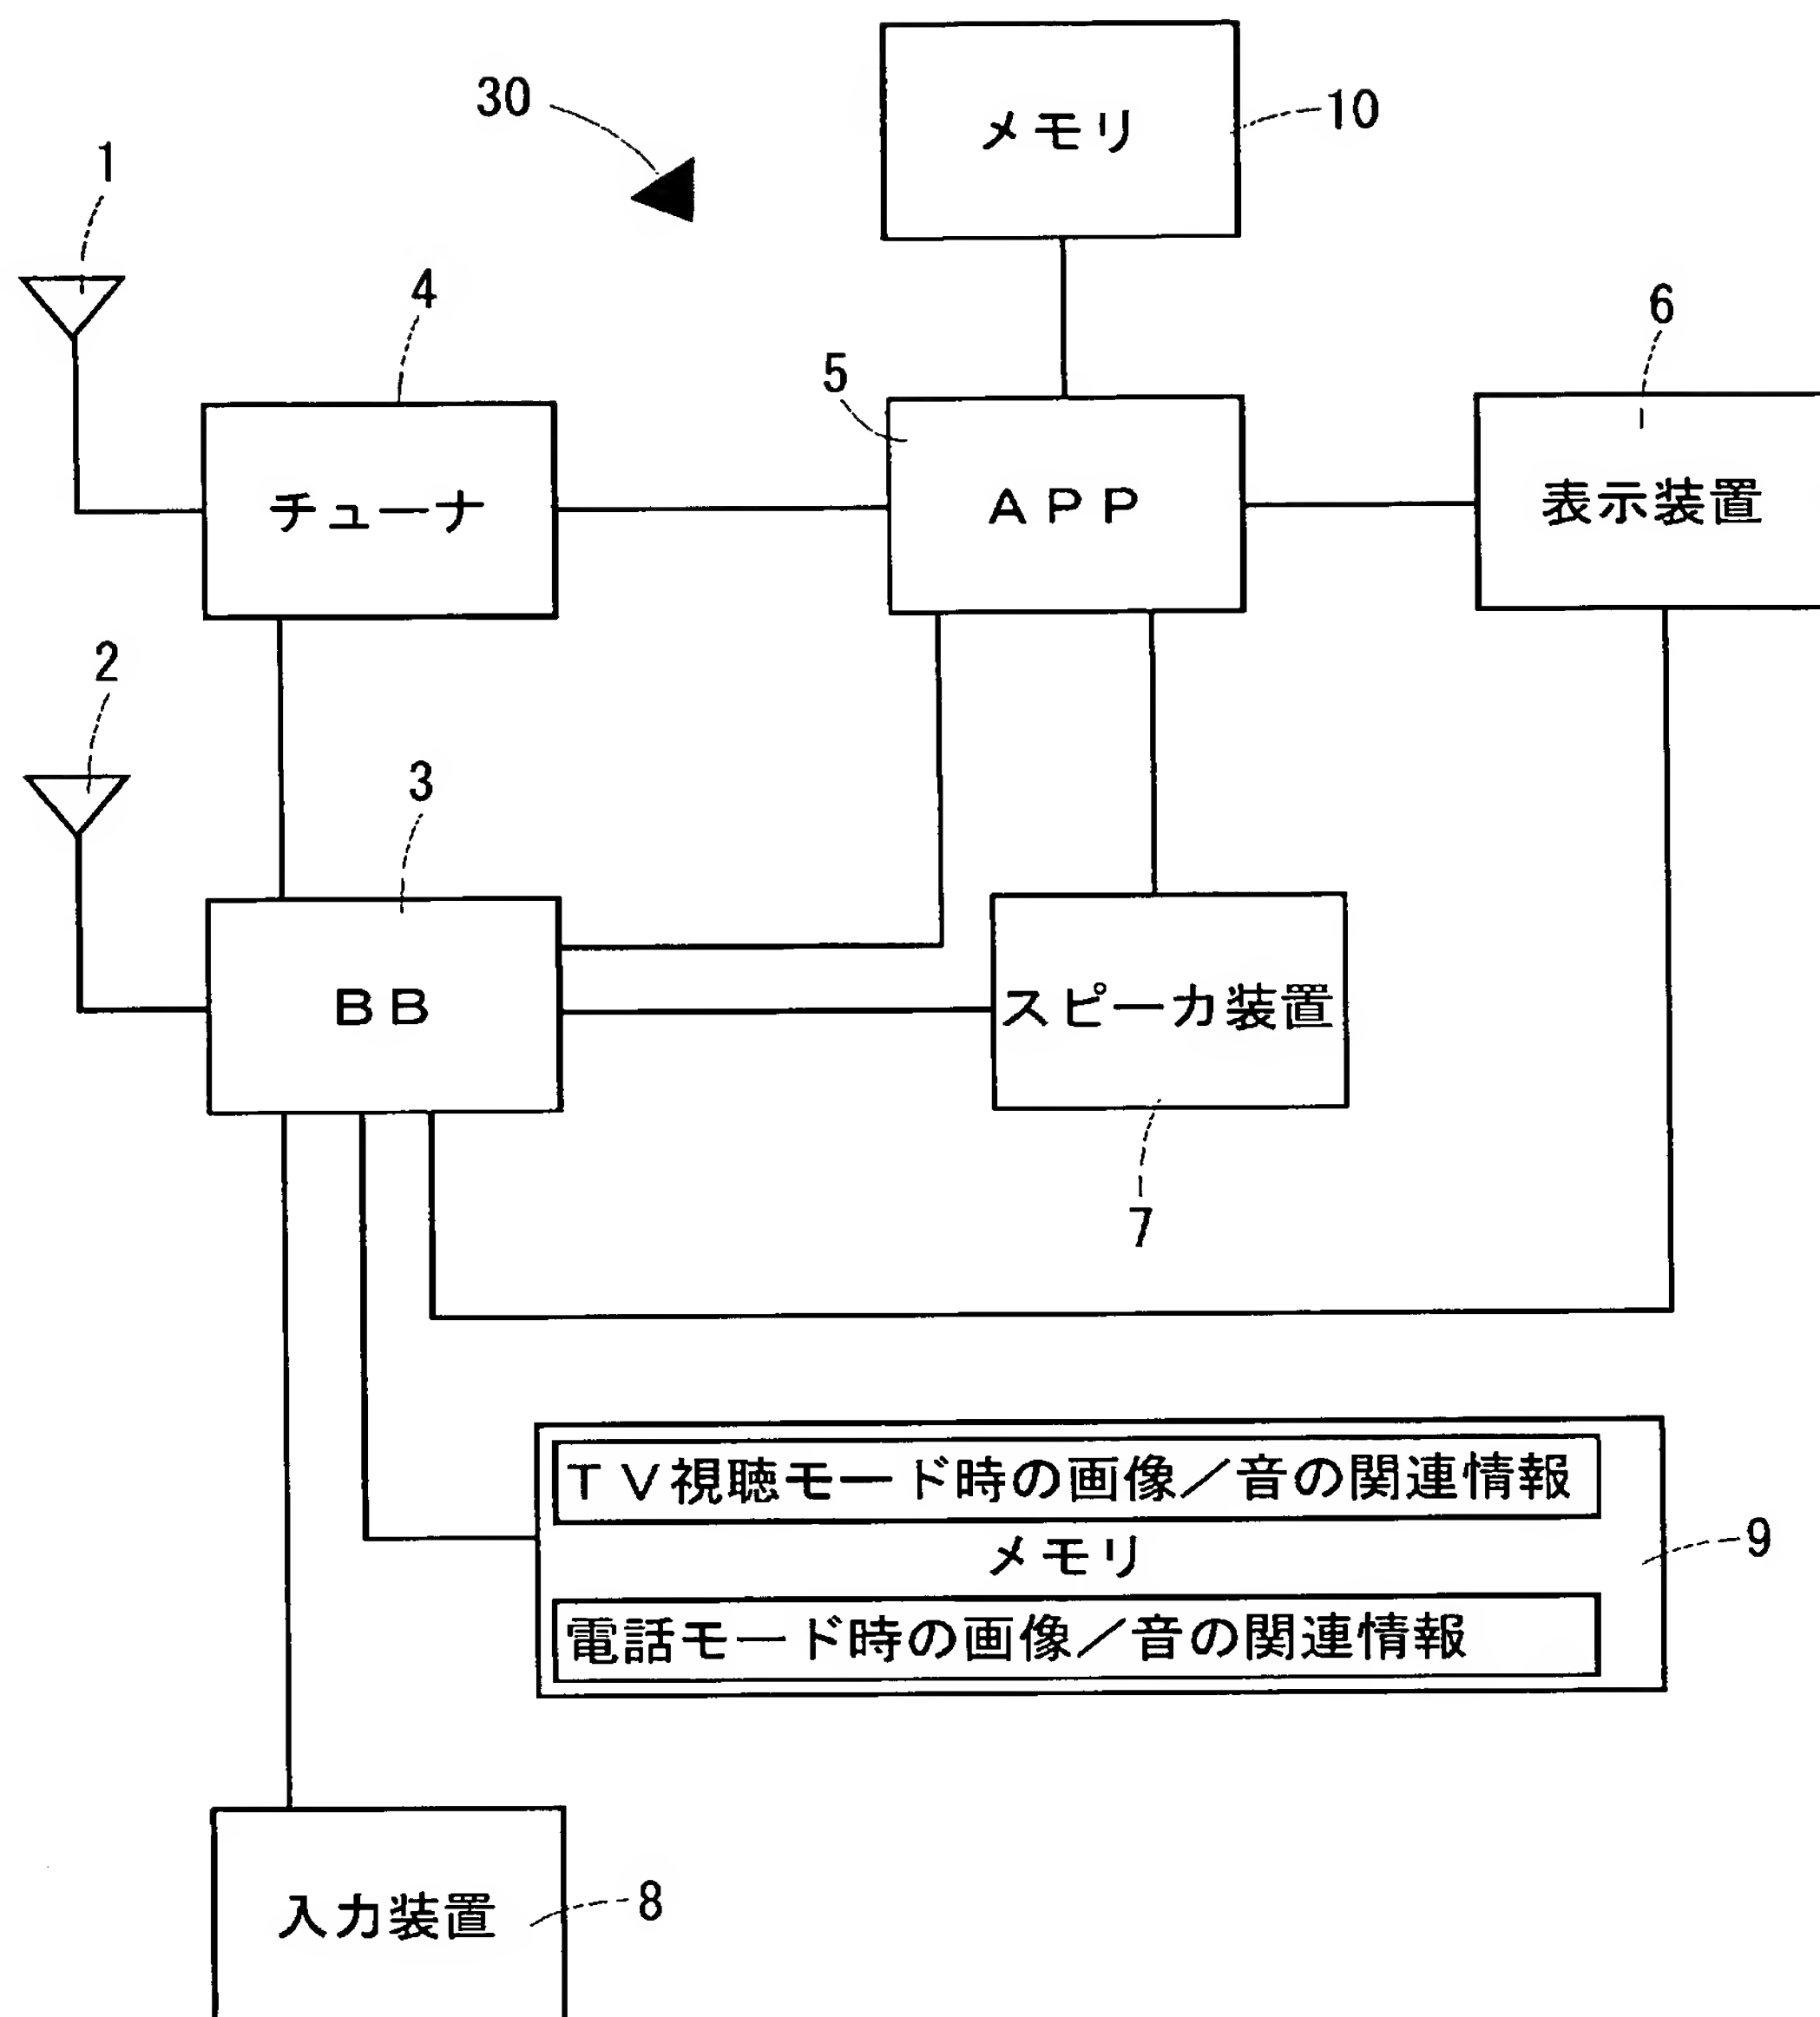 30
メモリ
10
1
4
5
6
チューナ
APP
表示装置
2
3
BB
スピーカ装置
7
TV視聴モード時の画像/音の関連情報
メモリ
9
電話モード時の画像/音の関連情報
入力装置
8